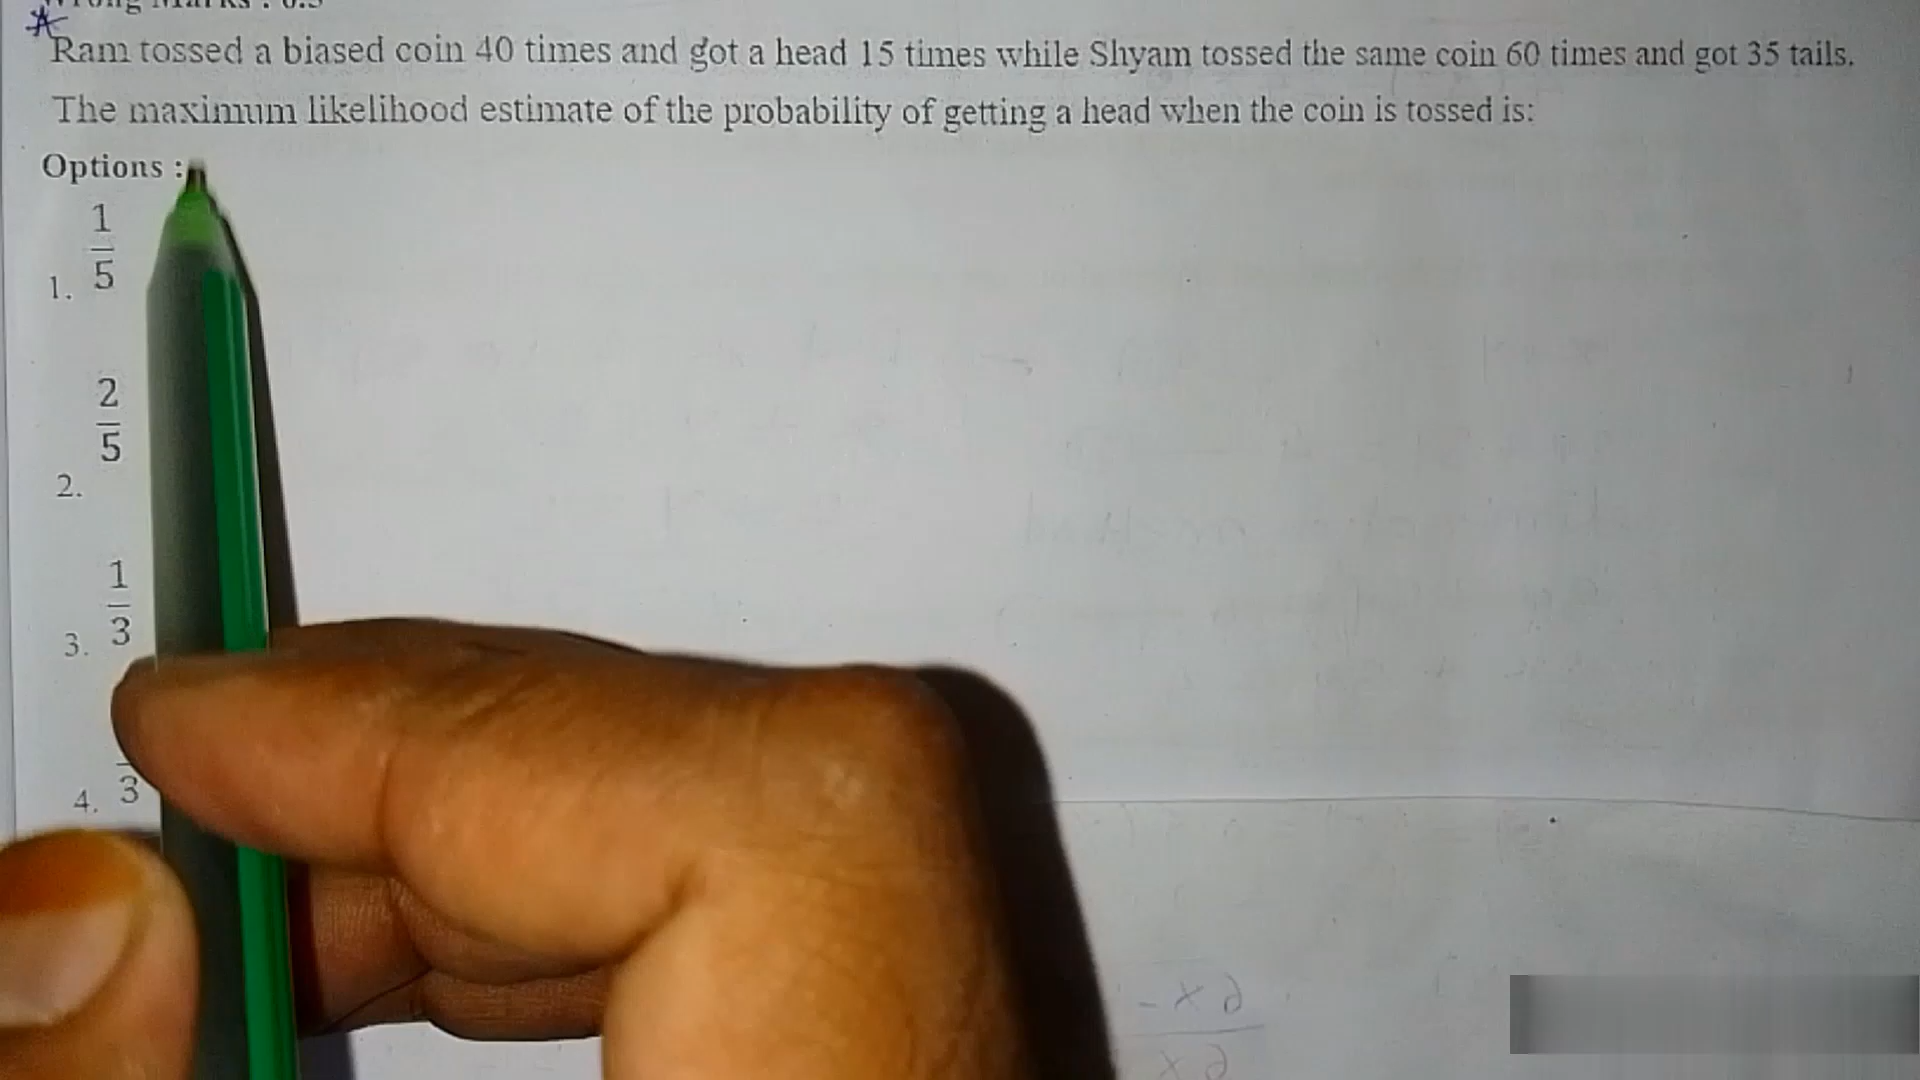 Ram tossed a biased coin 40 times and got a head 15 times while Shyam tossed the same coin 60 times and got 35 tails.
The maximum likelihood estimate of the probability of getting a head when the coin is tossed is:
Options :
1. 1/5
2. 2/5
3. 1/3
4. 3